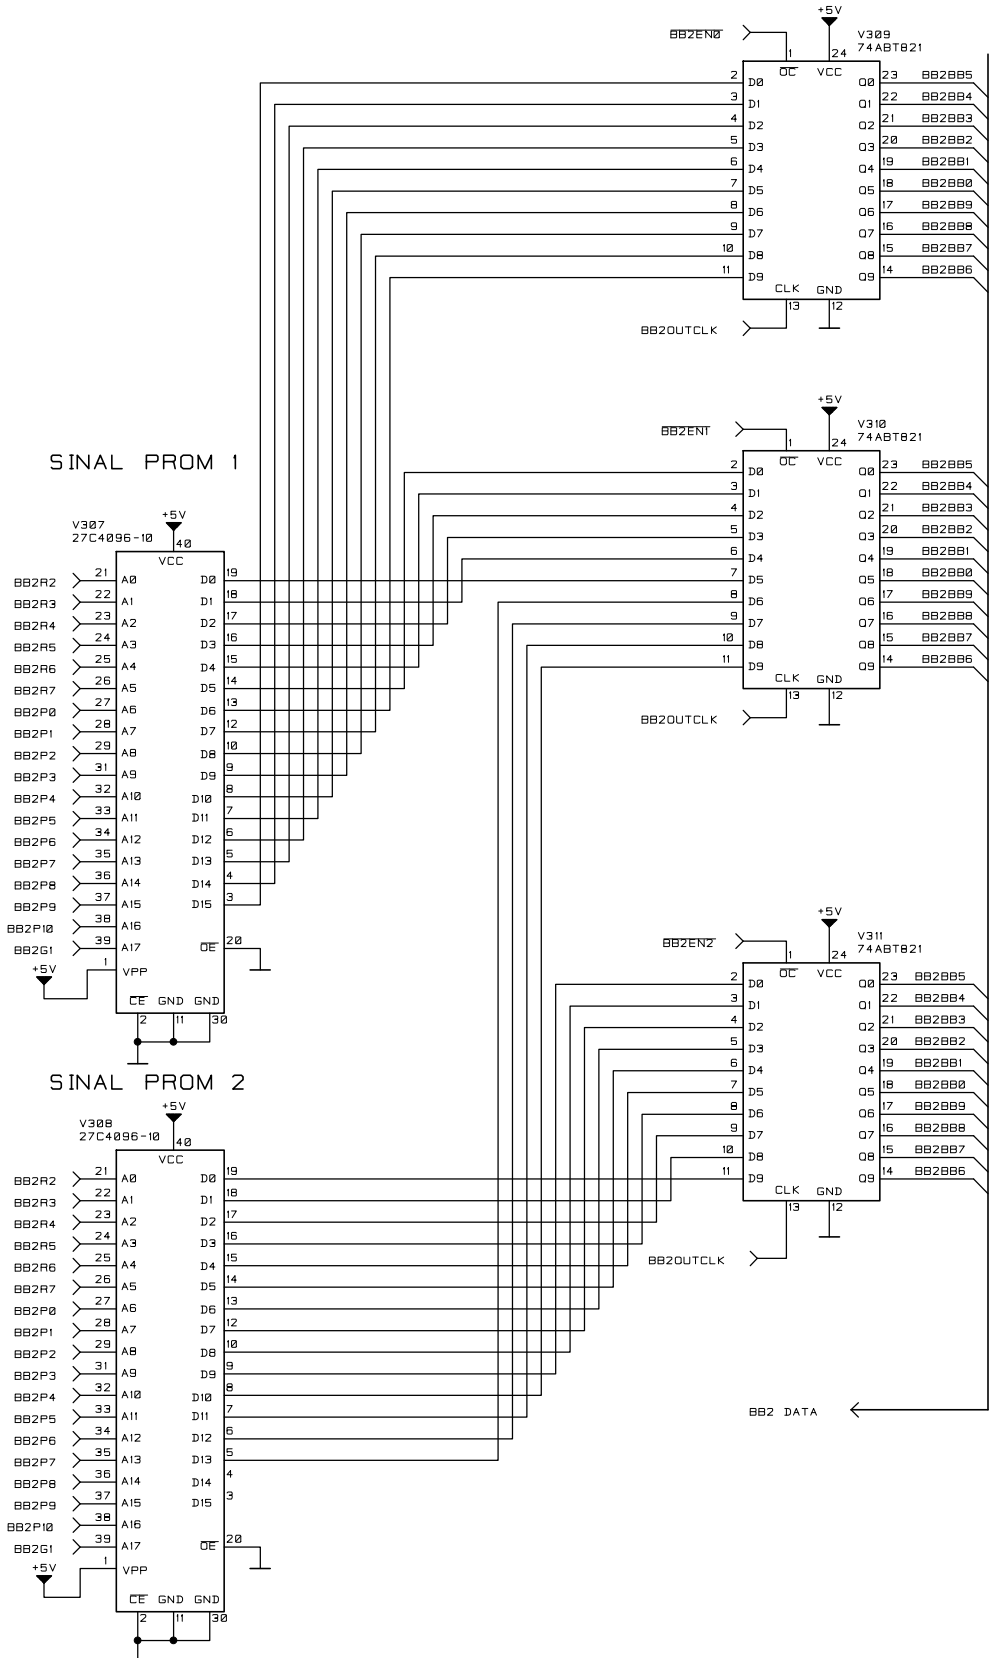 +5V
BB2EN0
V309
74ABT821
1 24
OC VCC
2 D0 Q0 23 BB2BB5
3 D1 Q1 22 BB2BB4
4 D2 Q2 21 BB2BB3
5 D3 Q3 20 BB2BB2
6 D4 Q4 19 BB2BB1
7 D5 Q5 18 BB2BB0
8 D6 Q6 17 BB2BB9
9 D7 Q7 16 BB2BB8
10 D8 Q8 15 BB2BB7
11 D9 Q9 14 BB2BB6
CLK GND
13 12
BB2OUTCLK
+5V
BB2EN1
V310
74ABT821
1 24
OC VCC
2 D0 Q0 23 BB2BB5
3 D1 Q1 22 BB2BB4
4 D2 Q2 21 BB2BB3
5 D3 Q3 20 BB2BB2
6 D4 Q4 19 BB2BB1
7 D5 Q5 18 BB2BB0
8 D6 Q6 17 BB2BB9
9 D7 Q7 16 BB2BB8
10 D8 Q8 15 BB2BB7
11 D9 Q9 14 BB2BB6
CLK GND
13 12
BB2OUTCLK
SINAL PROM 1
+5V
V307
27C4096-10
40
VCC
BB2R2 21 A0 D0 19
BB2R3 22 A1 D1 18
BB2R4 23 A2 D2 17
BB2R5 24 A3 D3 16
BB2R6 25 A4 D4 15
BB2R7 26 A5 D5 14
BB2P0 27 A6 D6 13
BB2P1 28 A7 D7 12
BB2P2 29 A8 D8 10
BB2P3 31 A9 D9 9
BB2P4 32 A10 D10 8
BB2P5 33 A11 D11 7
BB2P6 34 A12 D12 6
BB2P7 35 A13 D13 5
BB2P8 36 A14 D14 4
BB2P9 37 A15 D15 3
BB2P10 38 A16
BB2G1 39 A17 OE 20
+5V 1 VPP
CE GND GND
2 11 30
+5V
BB2EN2
V311
74ABT821
1 24
OC VCC
2 D0 Q0 23 BB2BB5
3 D1 Q1 22 BB2BB4
4 D2 Q2 21 BB2BB3
5 D3 Q3 20 BB2BB2
6 D4 Q4 19 BB2BB1
7 D5 Q5 18 BB2BB0
8 D6 Q6 17 BB2BB9
9 D7 Q7 16 BB2BB8
10 D8 Q8 15 BB2BB7
11 D9 Q9 14 BB2BB6
CLK GND
13 12
BB2OUTCLK
SINAL PROM 2
+5V
V308
27C4096-10
40
VCC
BB2R2 21 A0 D0 19
BB2R3 22 A1 D1 18
BB2R4 23 A2 D2 17
BB2R5 24 A3 D3 16
BB2R6 25 A4 D4 15
BB2R7 26 A5 D5 14
BB2P0 27 A6 D6 13
BB2P1 28 A7 D7 12
BB2P2 29 A8 D8 10
BB2P3 31 A9 D9 9
BB2P4 32 A10 D10 8
BB2P5 33 A11 D11 7
BB2P6 34 A12 D12 6
BB2P7 35 A13 D13 5
BB2P8 36 A14 D14 4
BB2P9 37 A15 D15 3
BB2P10 38 A16
BB2G1 39 A17 OE 20
+5V 1 VPP
CE GND GND
2 11 30
BB2 DATA